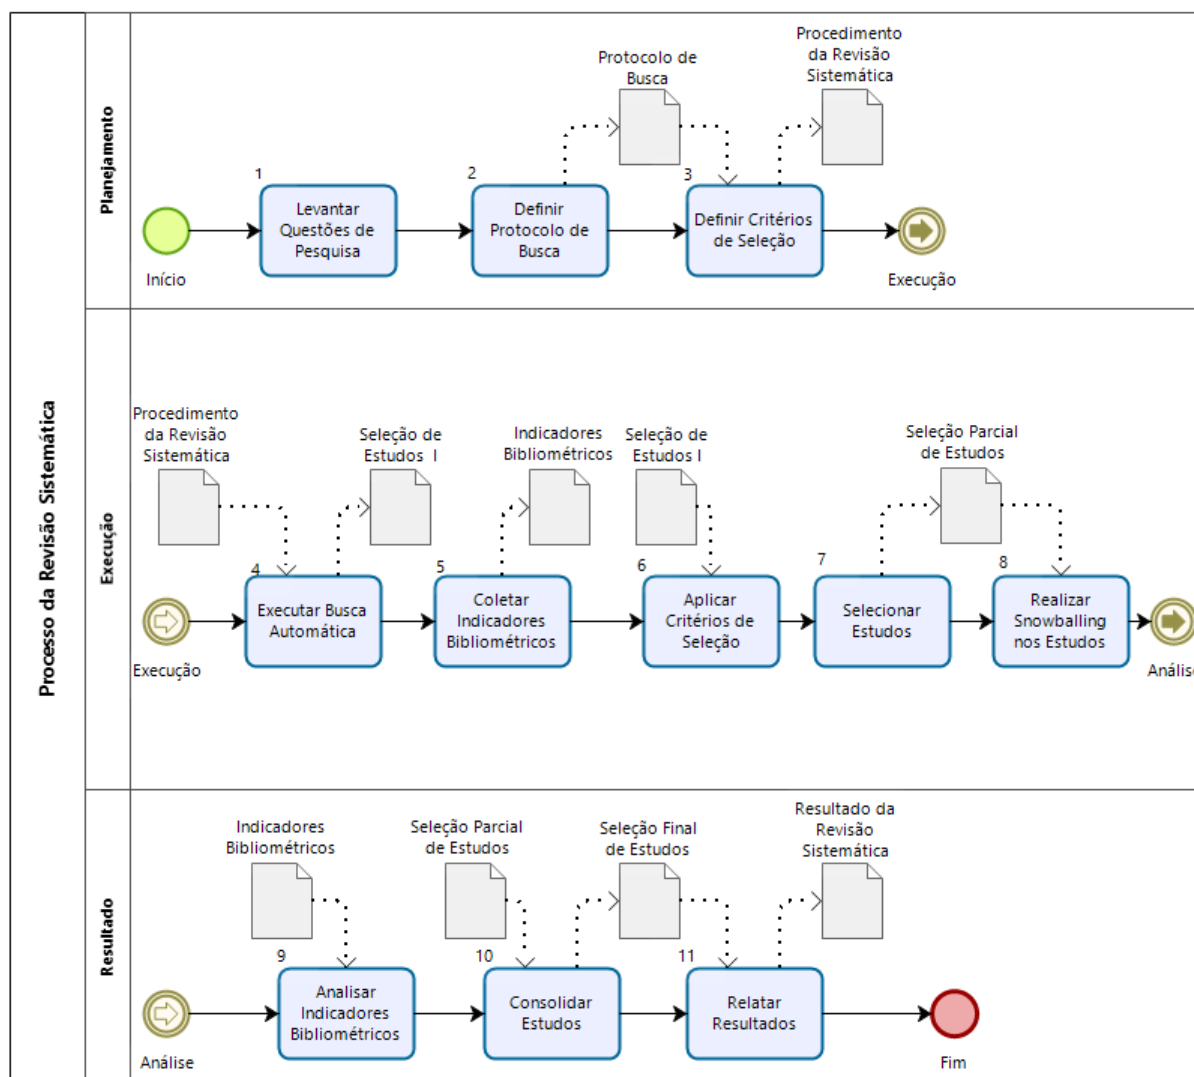 Processo da Revisão Sistemática
Planejamento
Protocolo de
Busca
Procedimento
da Revisão
Sistemática
1
2
3
Levantar
Questões de
Pesquisa
Definir
Protocolo de
Busca
Definir Critérios
de Seleção
Início
Execução
Execução
Procedimento
da Revisão
Sistemática
Seleção de
Estudos I
Indicadores
Bibliométricos
Seleção de
Estudos I
Seleção Parcial
de Estudos
4
5
6
7
8
Executar Busca
Automática
Coletar
Indicadores
Bibliométricos
Aplicar
Critérios de
Seleção
Selecionar
Estudos
Realizar
Snowballing
nos Estudos
Execução
Análise
Resultado
Indicadores
Bibliométricos
Seleção Parcial
de Estudos
Seleção Final
de Estudos
Resultado da
Revisão
Sistemática
9
10
11
Analisar
Indicadores
Bibliométricos
Consolidar
Estudos
Relatar
Resultados
Análise
Fim